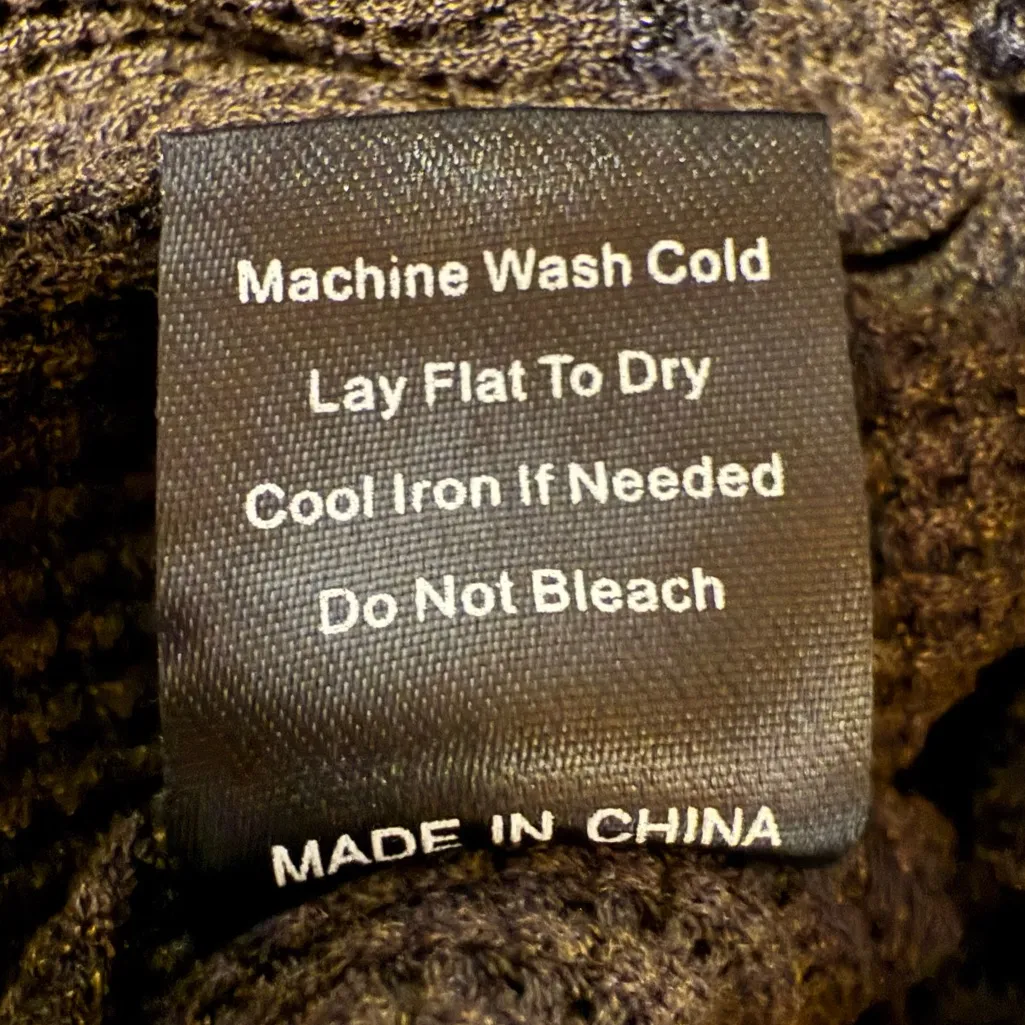 Machine Wash Cold
Lay Flat To Dry
Cool Iron If Needed
Do Not Bleach
MADE IN CHINA